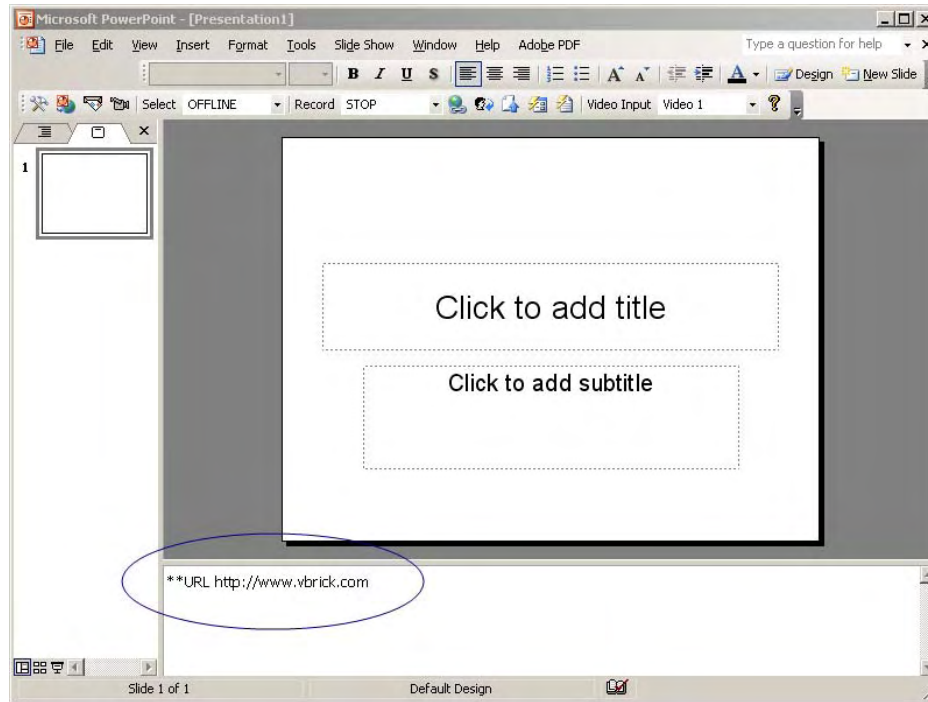 Microsoft PowerPoint - [Presentation1]
File Edit View Insert Format Tools Slide Show Window Help Adobe PDF Type a question for help
B I U S A A A Design New Slide
Select OFFLINE Record STOP Video Input Video 1
1
Click to add title
Click to add subtitle
**URL http://www.vbrick.com
Slide 1 of 1 Default Design